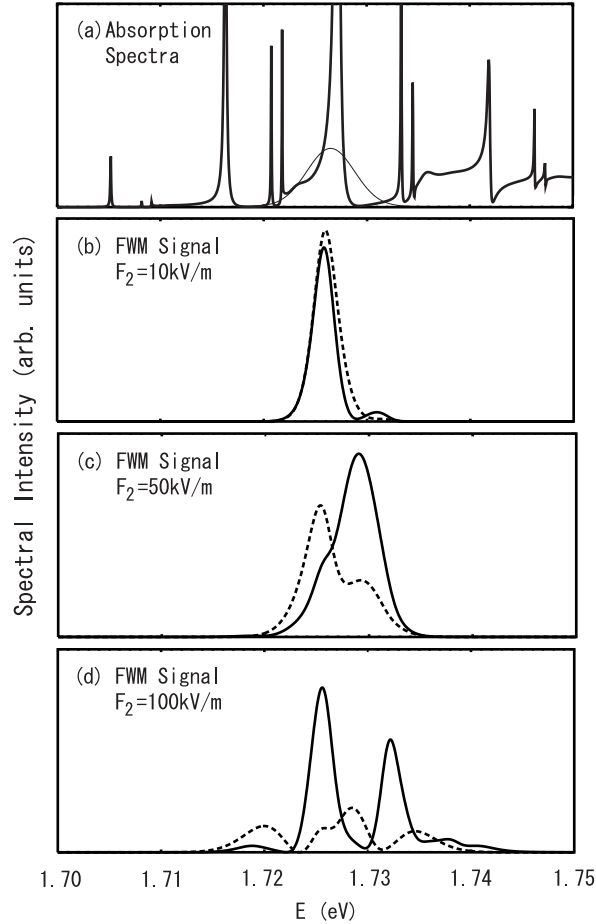 (a) Absorption
Spectra
(b) FWM Signal
F2=10kV/m
(c) FWM Signal
F2=50kV/m
(d) FWM Signal
F2=100kV/m
Spectral Intensity (arb. units)
1.70 1.71 1.72 1.73 1.74 1.75
E (eV)